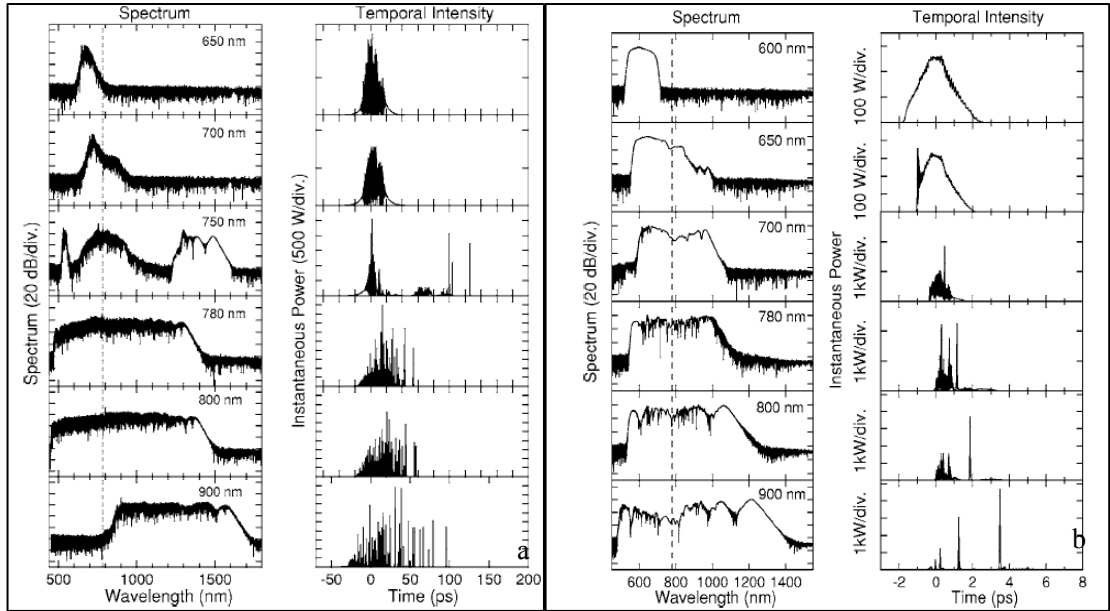 Spectrum
Temporal Intensity
650 nm
700 nm
750 nm
780 nm
800 nm
900 nm
Spectrum (20 dB/div.)
Instantaneous Power (500 W/div.)
500
1000
1500
Wavelength (nm)
-50
0
50
100
150
200
Time (ps)
a
Spectrum
Temporal Intensity
600 nm
650 nm
700 nm
780 nm
800 nm
900 nm
Spectrum (20 dB/div.)
Instantaneous Power
100 W/div.
100 W/div.
1kW/div.
1kW/div.
1kW/div.
1kW/div.
600
800
1000
1400
Wavelength (nm)
-2
0
2
4
6
8
Time (ps)
b